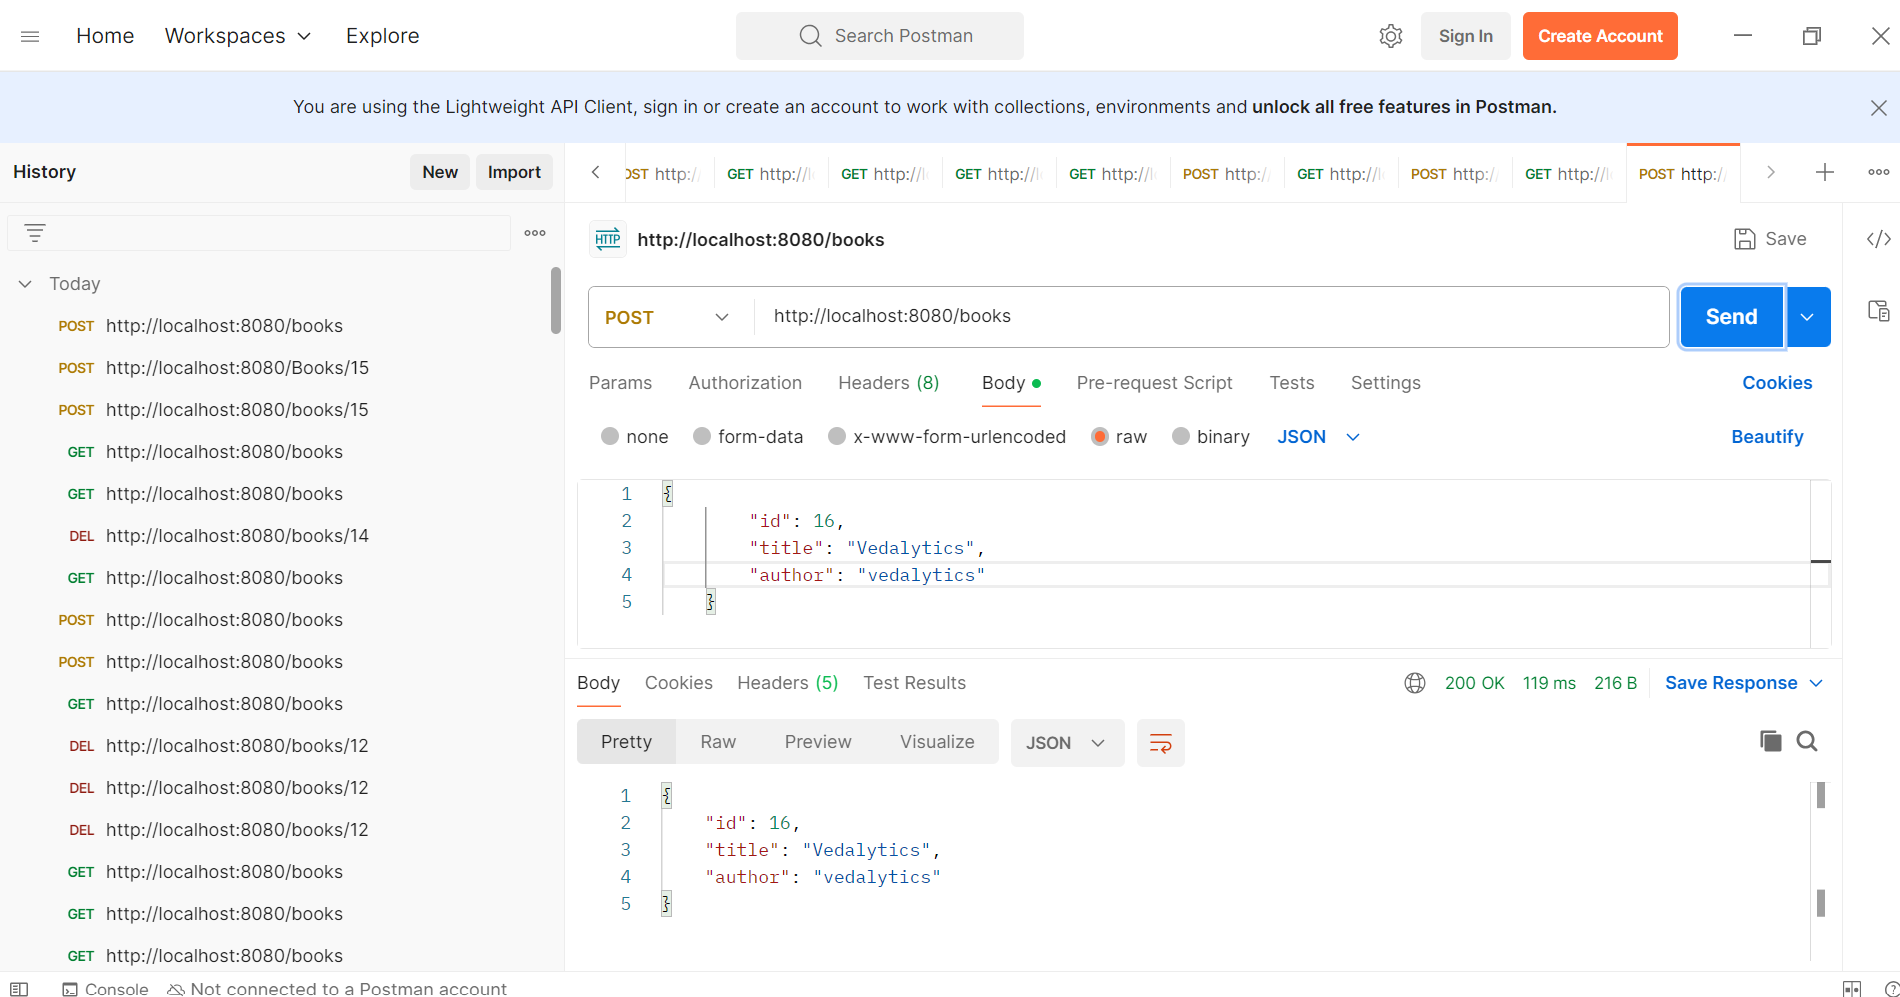 Home Workspaces Explore Search Postman Sign In Create Account
You are using the Lightweight API Client, sign in or create an account to work with collections, environments and unlock all free features in Postman.
History New Import
OST http:/ GET http://l GET http://l GET http://l GET http://l POST http:/ GET http://l POST http:/ GET http://l POST http:/
HTTP http://localhost:8080/books Save
Today
POST http://localhost:8080/books
POST http://localhost:8080/Books/15
POST http://localhost:8080/books/15
GET http://localhost:8080/books
GET http://localhost:8080/books
DEL http://localhost:8080/books/14
GET http://localhost:8080/books
POST http://localhost:8080/books
POST http://localhost:8080/books
GET http://localhost:8080/books
DEL http://localhost:8080/books/12
DEL http://localhost:8080/books/12
DEL http://localhost:8080/books/12
GET http://localhost:8080/books
GET http://localhost:8080/books
GET http://localhost:8080/books
POST http://localhost:8080/books Send
Params Authorization Headers (8) Body Pre-request Script Tests Settings Cookies
none form-data x-www-form-urlencoded raw binary JSON Beautify
1 {
2 "id": 16,
3 "title": "Vedalytics",
4 "author": "vedalytics"
5 }
Body Cookies Headers (5) Test Results 200 OK 119 ms 216 B Save Response
Pretty Raw Preview Visualize JSON
1 {
2 "id": 16,
3 "title": "Vedalytics",
4 "author": "vedalytics"
5 }
Console Not connected to a Postman account